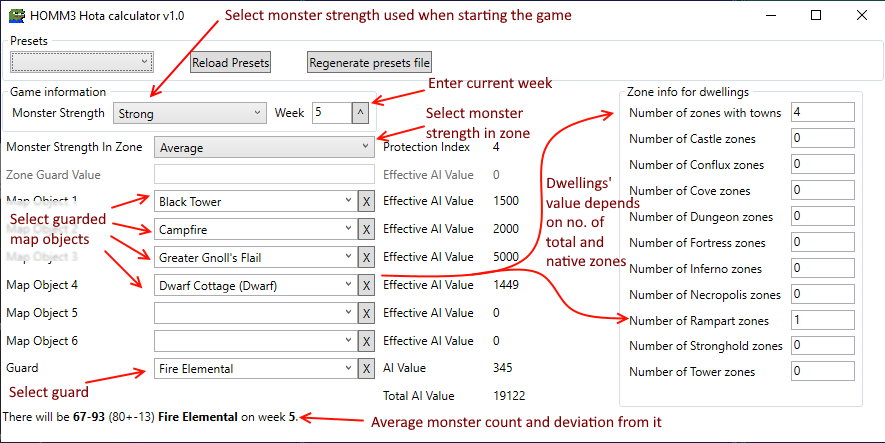 HOMM3 Hota calculator v1.0
Select monster strength used when starting the game
Presets
Reload Presets
Regenerate presets file
Game information
Monster Strength
Strong
Week
5
^
Enter current week
Select monster
strength in zone
Monster Strength In Zone
Average
Protection Index
4
Zone Guard Value
Effective AI Value
0
Map Object 1
Black Tower
X
Effective AI Value
1500
Select guarded
map objects
Map Object 2
Campfire
X
Effective AI Value
2000
Map Object 3
Greater Gnoll's Flail
X
Effective AI Value
5000
Map Object 4
Dwarf Cottage (Dwarf)
X
Effective AI Value
1449
Map Object 5
X
Effective AI Value
0
Map Object 6
X
Effective AI Value
0
Guard
Fire Elemental
X
AI Value
345
Select guard
Total AI Value
19122
There will be 67-93 (80+-13) Fire Elemental on week 5.
Average monster count and deviation from it
Dwellings'
value depends
on no. of
total and
native zones
Zone info for dwellings
Number of zones with towns
4
Number of Castle zones
0
Number of Conflux zones
0
Number of Cove zones
0
Number of Dungeon zones
0
Number of Fortress zones
0
Number of Inferno zones
0
Number of Necropolis zones
0
Number of Rampart zones
1
Number of Stronghold zones
0
Number of Tower zones
0